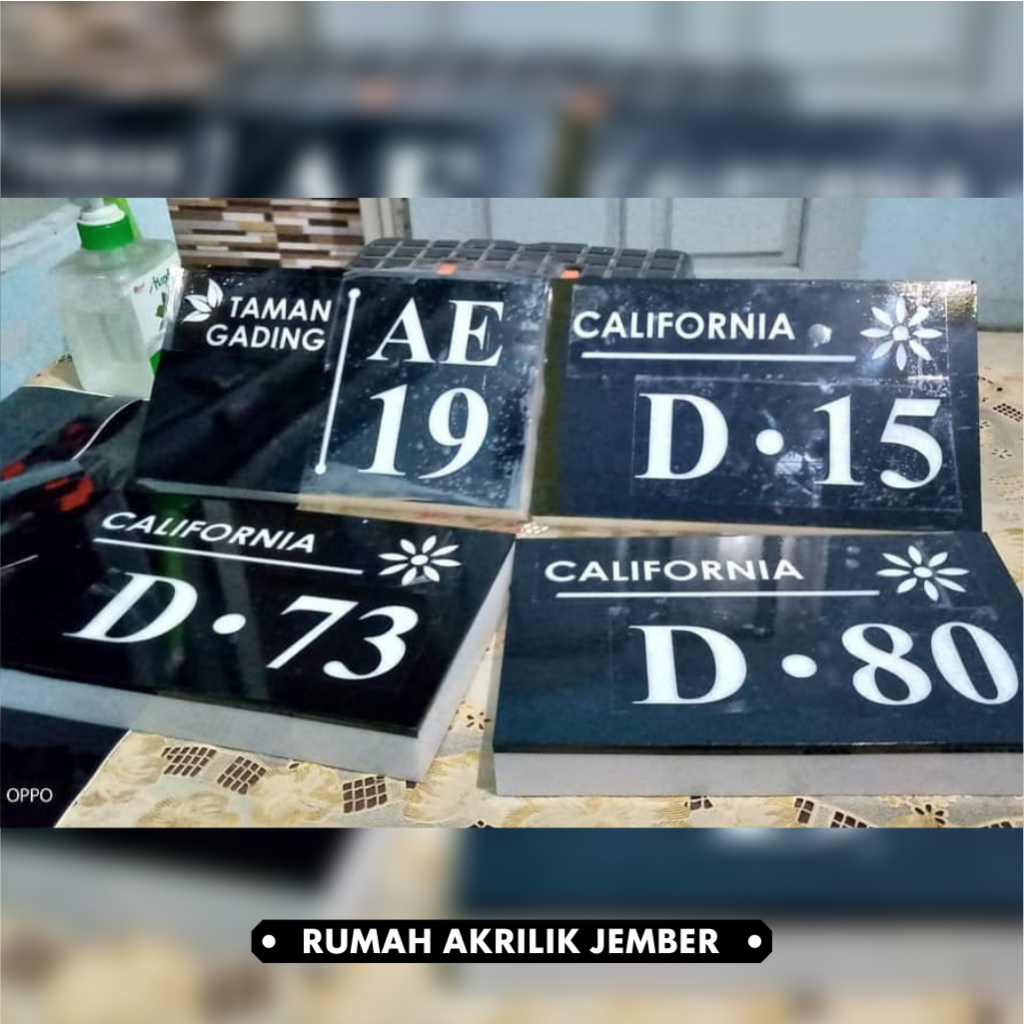 TAMAN
GADING
AE
19
CALIFORNIA
D•15
CALIFORNIA
D•73
CALIFORNIA
D•80
OPPO
• RUMAH AKRILIK JEMBER •